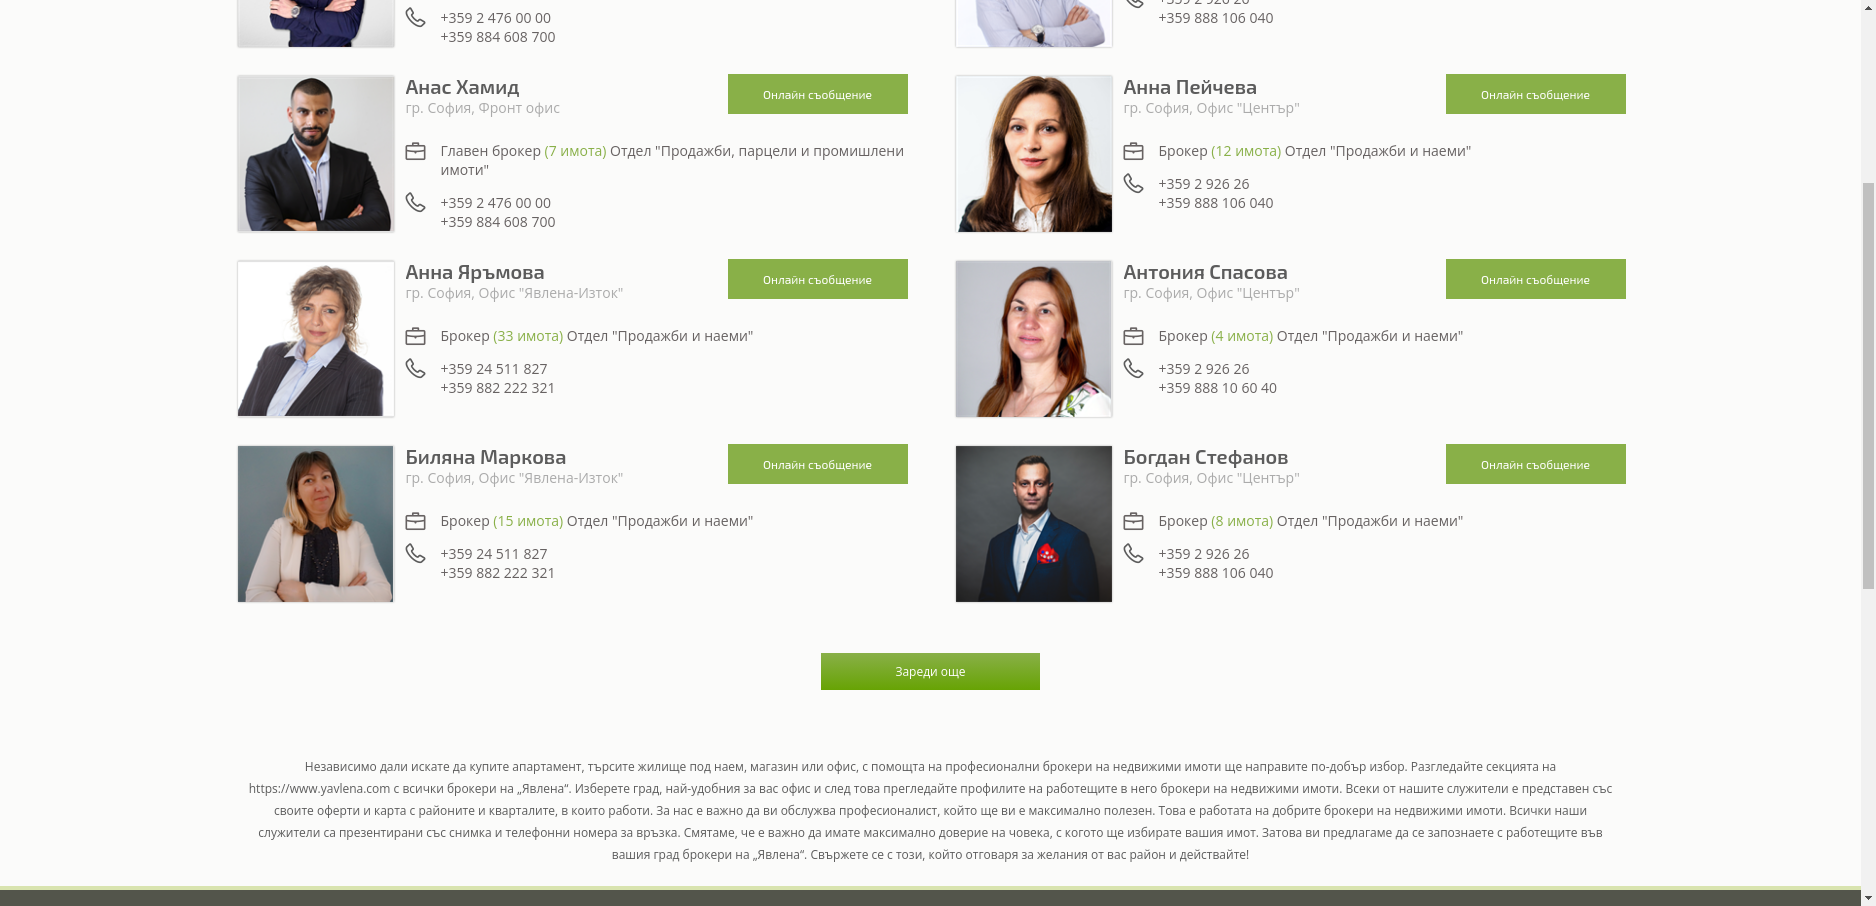 +359 2 476 00 00
+359 884 608 700
+359 2 926 26
+359 888 106 040
Анас Хамид
гр. София, Фронт офис
Онлайн съобщение
Главен брокер (7 имота) Отдел "Продажби, парцели и промишлени
имоти"
+359 2 476 00 00
+359 884 608 700
Анна Пейчева
гр. София, Офис "Център"
Онлайн съобщение
Брокер (12 имота) Отдел "Продажби и наеми"
+359 2 926 26
+359 888 106 040
Анна Яръмова
гр. София, Офис "Явлена-Изток"
Онлайн съобщение
Брокер (33 имота) Отдел "Продажби и наеми"
+359 24 511 827
+359 882 222 321
Антония Спасова
гр. София, Офис "Център"
Онлайн съобщение
Брокер (4 имота) Отдел "Продажби и наеми"
+359 2 926 26
+359 888 10 60 40
Биляна Маркова
гр. София, Офис "Явлена-Изток"
Онлайн съобщение
Брокер (15 имота) Отдел "Продажби и наеми"
+359 24 511 827
+359 882 222 321
Богдан Стефанов
гр. София, Офис "Център"
Онлайн съобщение
Брокер (8 имота) Отдел "Продажби и наеми"
+359 2 926 26
+359 888 106 040
Зареди още
Независимо дали искате да купите апартамент, търсите жилище под наем, магазин или офис, с помощта на професионални брокери на недвижими имоти ще направите по-добър избор. Разгледайте секцията на
https://www.yavlena.com с всички брокери на „Явлена“. Изберете град, най-удобния за вас офис и след това прегледайте профилите на работещите в него брокери на недвижими имоти. Всеки от нашите служители е представен със
своите оферти и карта с районите и кварталите, в които работи. За нас е важно да ви обслужва професионалист, който ще ви е максимално полезен. Това е работата на добрите брокери на недвижими имоти. Всички наши
служители са презентирани със снимка и телефонни номера за връзка. Смятаме, че е важно да имате максимално доверие на човека, с когото ще избирате вашия имот. Затова ви предлагаме да се запознаете с работещите във
вашия град брокери на „Явлена“. Свържете се с този, който отговаря за желания от вас район и действайте!